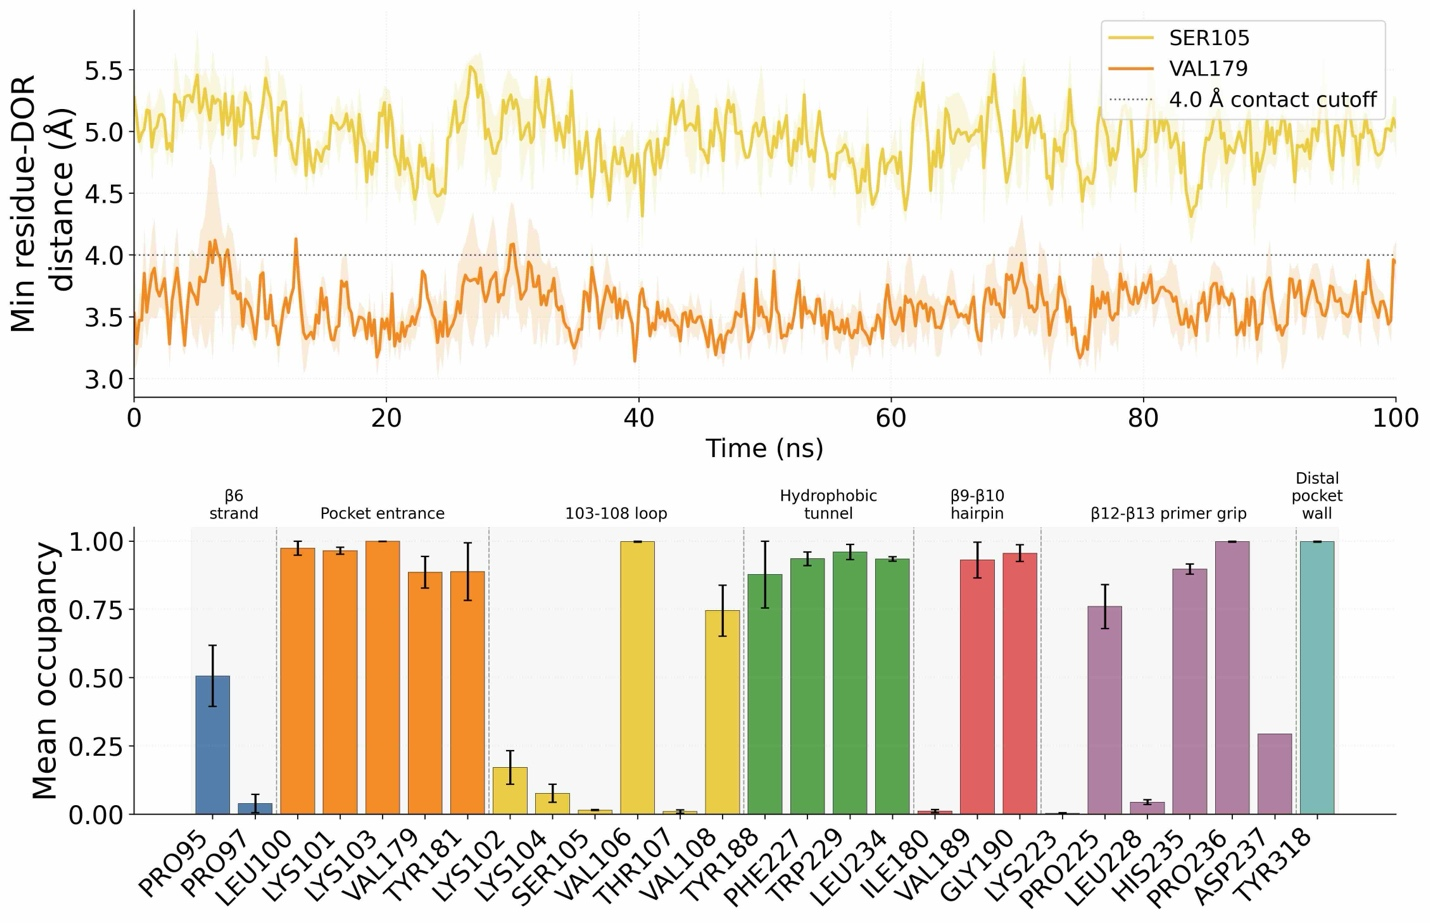 SER105
VAL179
4.0 Å contact cutoff
Min residue-DOR
distance (Å)
5.5
5.0
4.5
4.0
3.5
3.0
0 20 40 60 80 100
Time (ns)
β6
strand
Pocket entrance
103-108 loop
Hydrophobic
tunnel
β9-β10
hairpin
β12-β13 primer grip
Distal
pocket
wall
Mean occupancy
1.00
0.75
0.50
0.25
0.00
PRO95
PRO97
LEU100
LYS101
LYS103
VAL179
TYR181
LYS102
LYS104
SER105
VAL106
THR107
VAL108
TYR188
PHE227
TRP229
LEU234
ILE180
VAL189
GLY190
LYS223
PRO225
LEU228
HIS235
PRO236
ASP237
TYR318